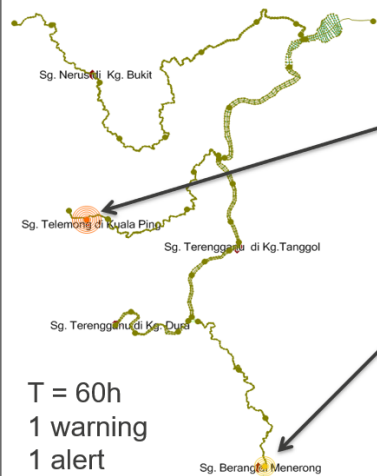 Sg. Nerus di Kg. Bukit
Sg. Telemong di Kuala Ping
Sg. Terengganu di Kg.Tanggol
Sg. Terengganu di Kg. Dura
T = 60h
1 warning
1 alert
Sg. Berang di Menerong